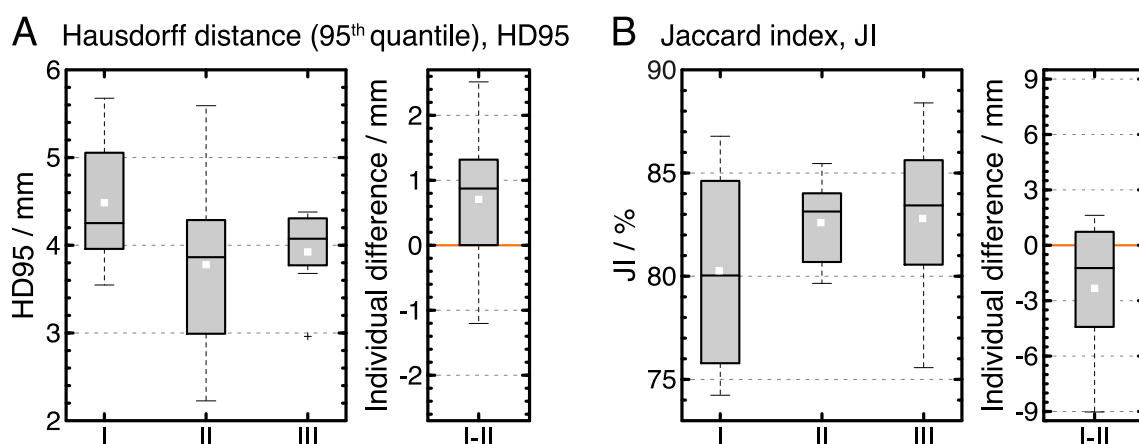 A Hausdorff distance (95th quantile), HD95
HD95 / mm
6
5
4
3
2
I II III
Individual difference / mm
2
1
0
-1
-2
I-II
B Jaccard index, JI
JI / %
90
85
80
75
I II III
Individual difference / mm
9
6
3
0
-3
-6
-9
I-II